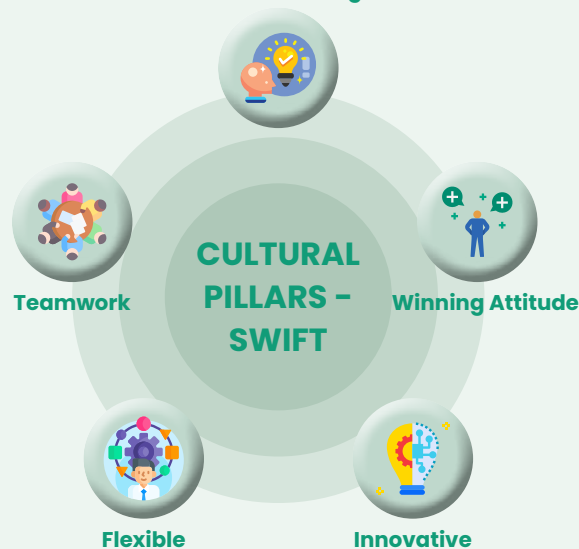 CULTURAL
PILLARS -
SWIFT
Winning Attitude
Innovative
Flexible
Teamwork